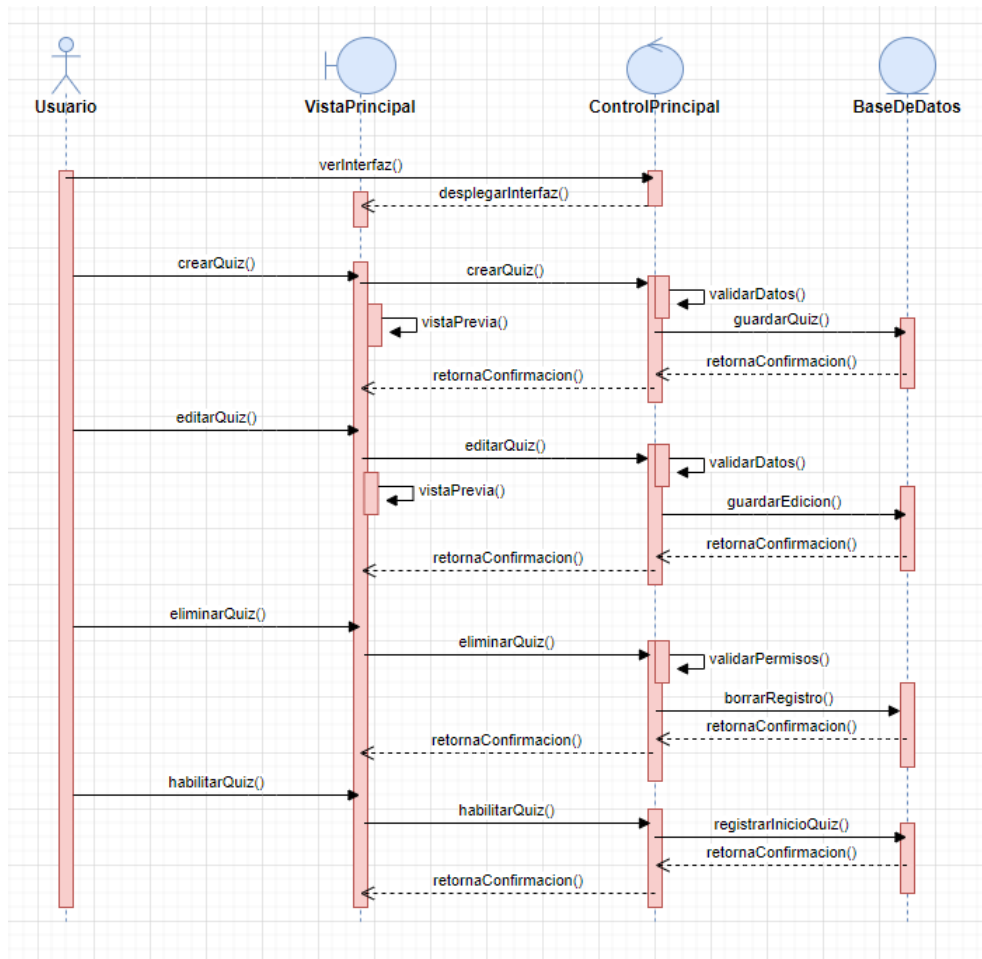 Usuario
VistaPrincipal
ControlPrincipal
BaseDeDatos
verInterfaz()
desplegarInterfaz()
crearQuiz()
crearQuiz()
validarDatos()
guardarQuiz()
vistaPrevia()
retornaConfirmacion()
retornaConfirmacion()
editarQuiz()
editarQuiz()
validarDatos()
vistaPrevia()
guardarEdicion()
retornaConfirmacion()
retornaConfirmacion()
eliminarQuiz()
eliminarQuiz()
validarPermisos()
borrarRegistro()
retornaConfirmacion()
retornaConfirmacion()
habilitarQuiz()
habilitarQuiz()
registrarInicioQuiz()
retornaConfirmacion()
retornaConfirmacion()